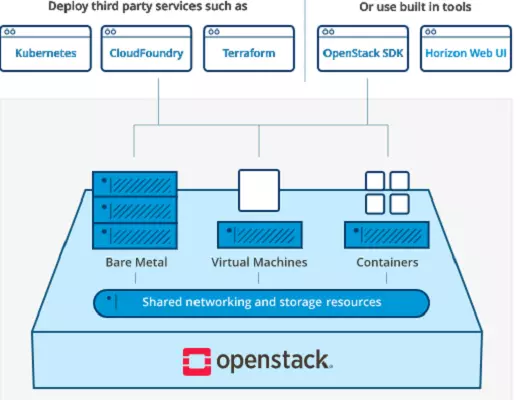 Deploy third party services such as
Or use built in tools
Kubernetes
CloudFoundry
Terraform
OpenStack SDK
Horizon Web UI
Bare Metal
Virtual Machines
Containers
Shared networking and storage resources
openstack.